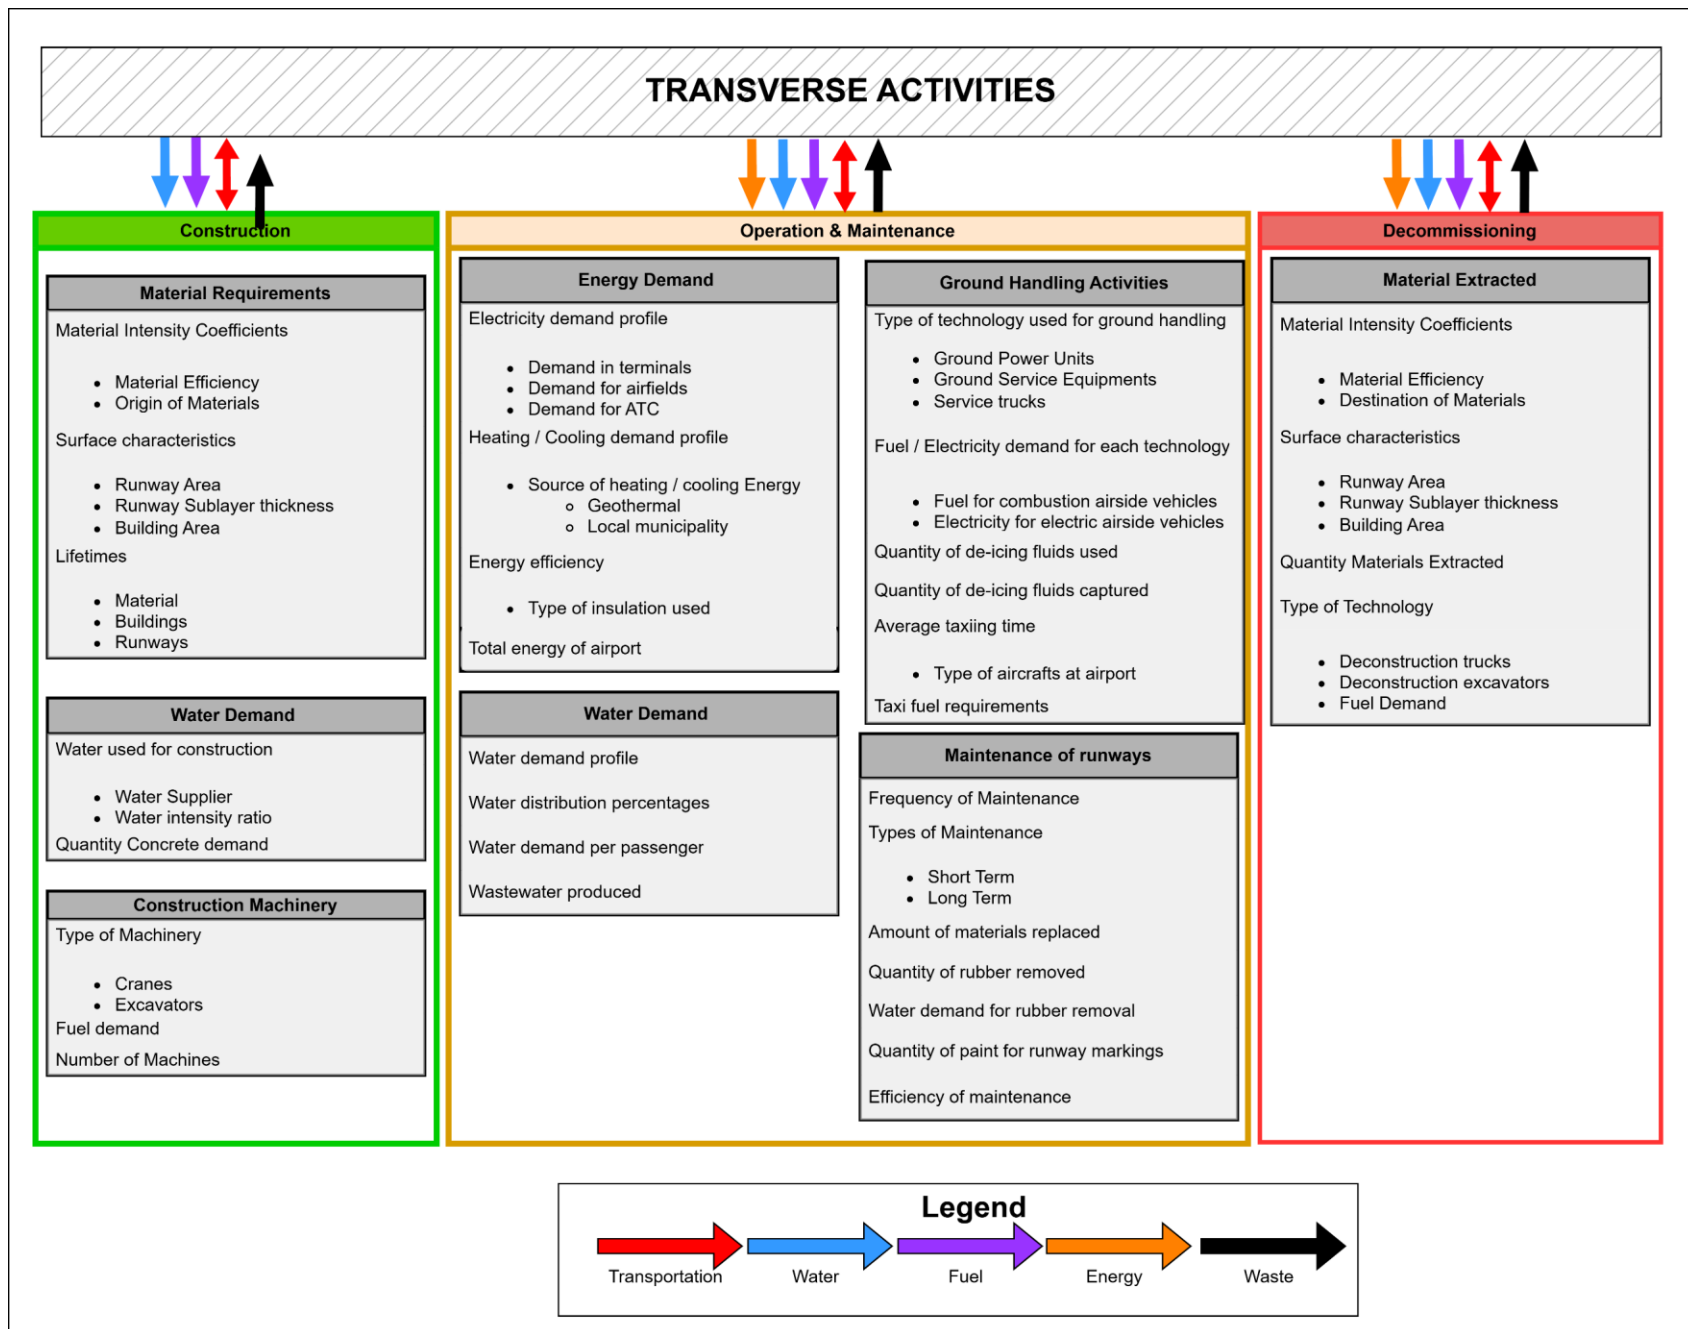 TRANSVERSE ACTIVITIES
Construction
Material Requirements
Material Intensity Coefficients
Material Efficiency
Origin of Materials
Surface characteristics
Runway Area
Runway Sublayer thickness
Building Area
Lifetimes
Material
Buildings
Runways
Water Demand
Water used for construction
Water Supplier
Water intensity ratio
Quantity Concrete demand
Construction Machinery
Type of Machinery
Cranes
Excavators
Fuel demand
Number of Machines
Operation & Maintenance
Energy Demand
Electricity demand profile
Demand in terminals
Demand for airfields
Demand for ATC
Heating / Cooling demand profile
Source of heating / cooling Energy
Geothermal
Local municipality
Energy efficiency
Type of insulation used
Total energy of airport
Water Demand
Water demand profile
Water distribution percentages
Water demand per passenger
Wastewater produced
Ground Handling Activities
Type of technology used for ground handling
Ground Power Units
Ground Service Equipments
Service trucks
Fuel / Electricity demand for each technology
Fuel for combustion airside vehicles
Electricity for electric airside vehicles
Quantity of de-icing fluids used
Quantity of de-icing fluids captured
Average taxiing time
Type of aircrafts at airport
Taxi fuel requirements
Maintenance of runways
Frequency of Maintenance
Types of Maintenance
Short Term
Long Term
Amount of materials replaced
Quantity of rubber removed
Water demand for rubber removal
Quantity of paint for runway markings
Efficiency of maintenance
Decommissioning
Material Extracted
Material Intensity Coefficients
Material Efficiency
Destination of Materials
Surface characteristics
Runway Area
Runway Sublayer thickness
Building Area
Quantity Materials Extracted
Type of Technology
Deconstruction trucks
Deconstruction excavators
Fuel Demand
Legend
Transportation
Water
Fuel
Energy
Waste